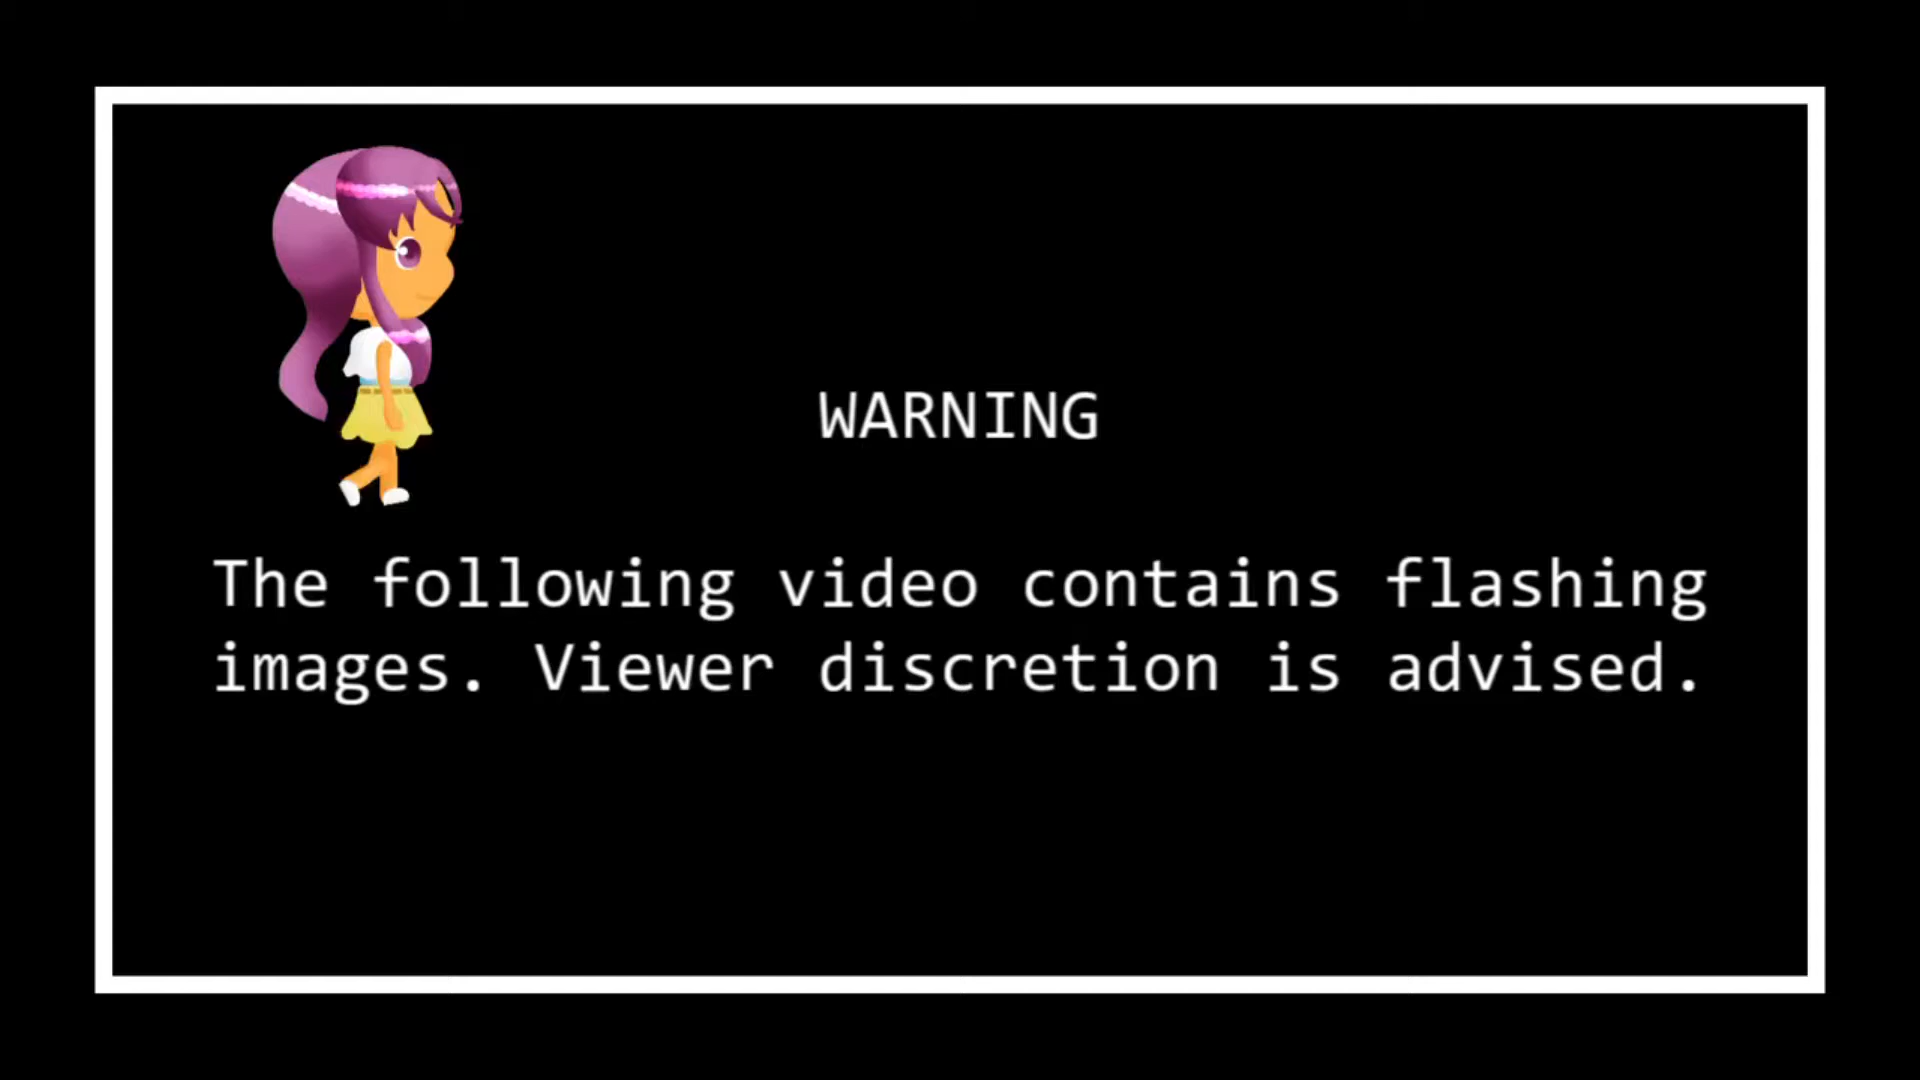 WARNING
The following video contains flashing
images. Viewer discretion is advised.